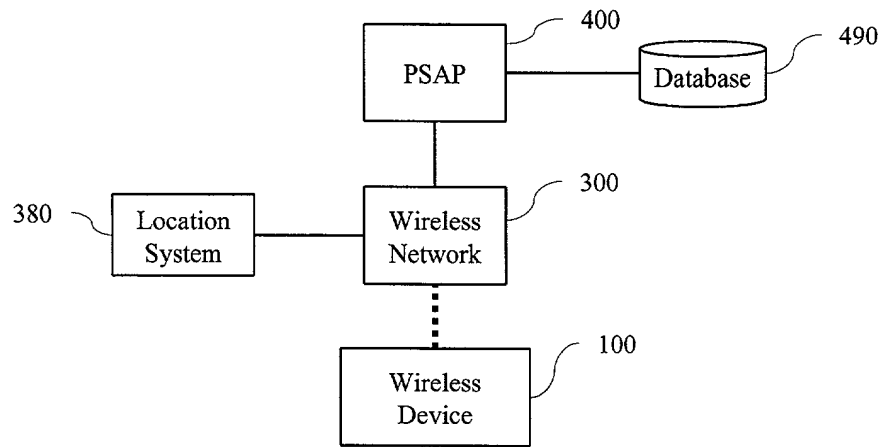 400
490
PSAP
Database
300
380
Location
System
Wireless
Network
100
Wireless
Device